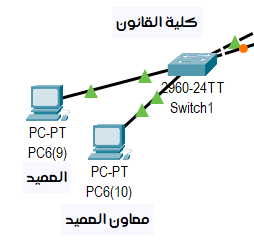 كلية القانون
2960-24TT
Switch1
PC-PT
PC6(9)
العميد
PC-PT
PC6(10)
معاون العميد